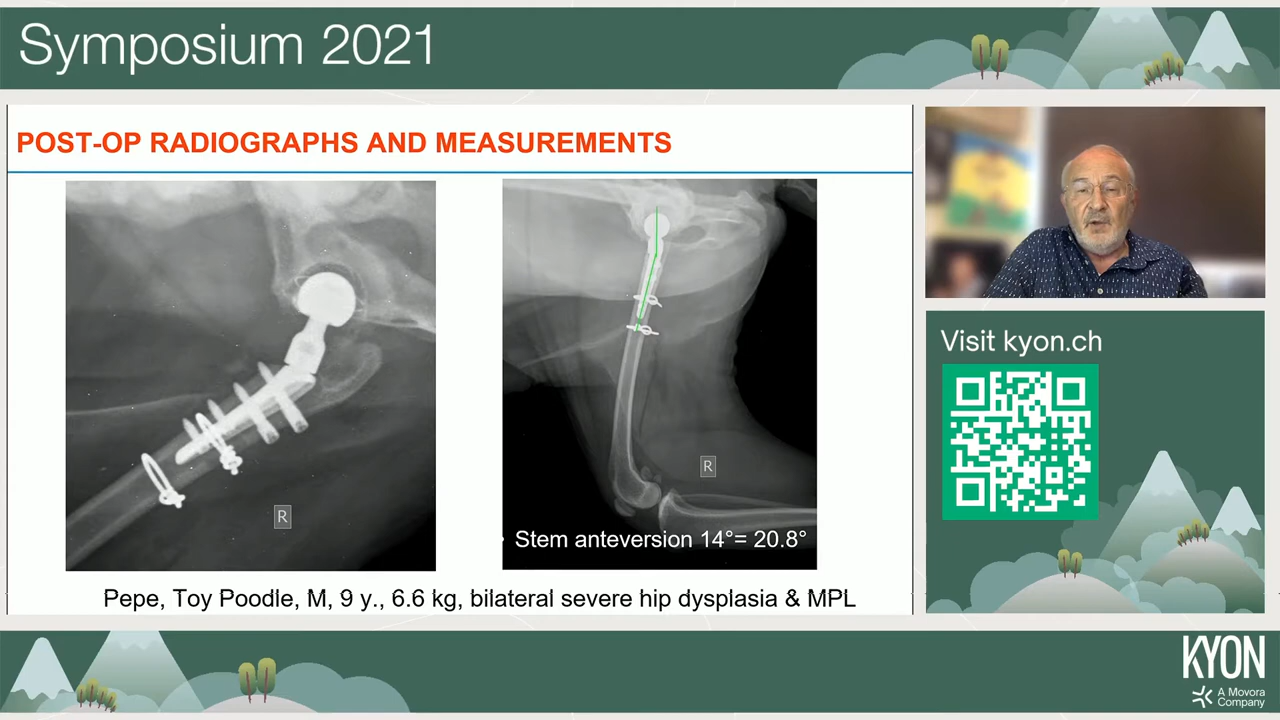 Symposium 2021
POST-OP RADIOGRAPHS AND MEASUREMENTS
R
R
Stem anteversion 14°= 20.8°
Pepe, Toy Poodle, M, 9 y., 6.6 kg, bilateral severe hip dysplasia & MPL
Visit kyon.ch
KYON
A Movora
Company